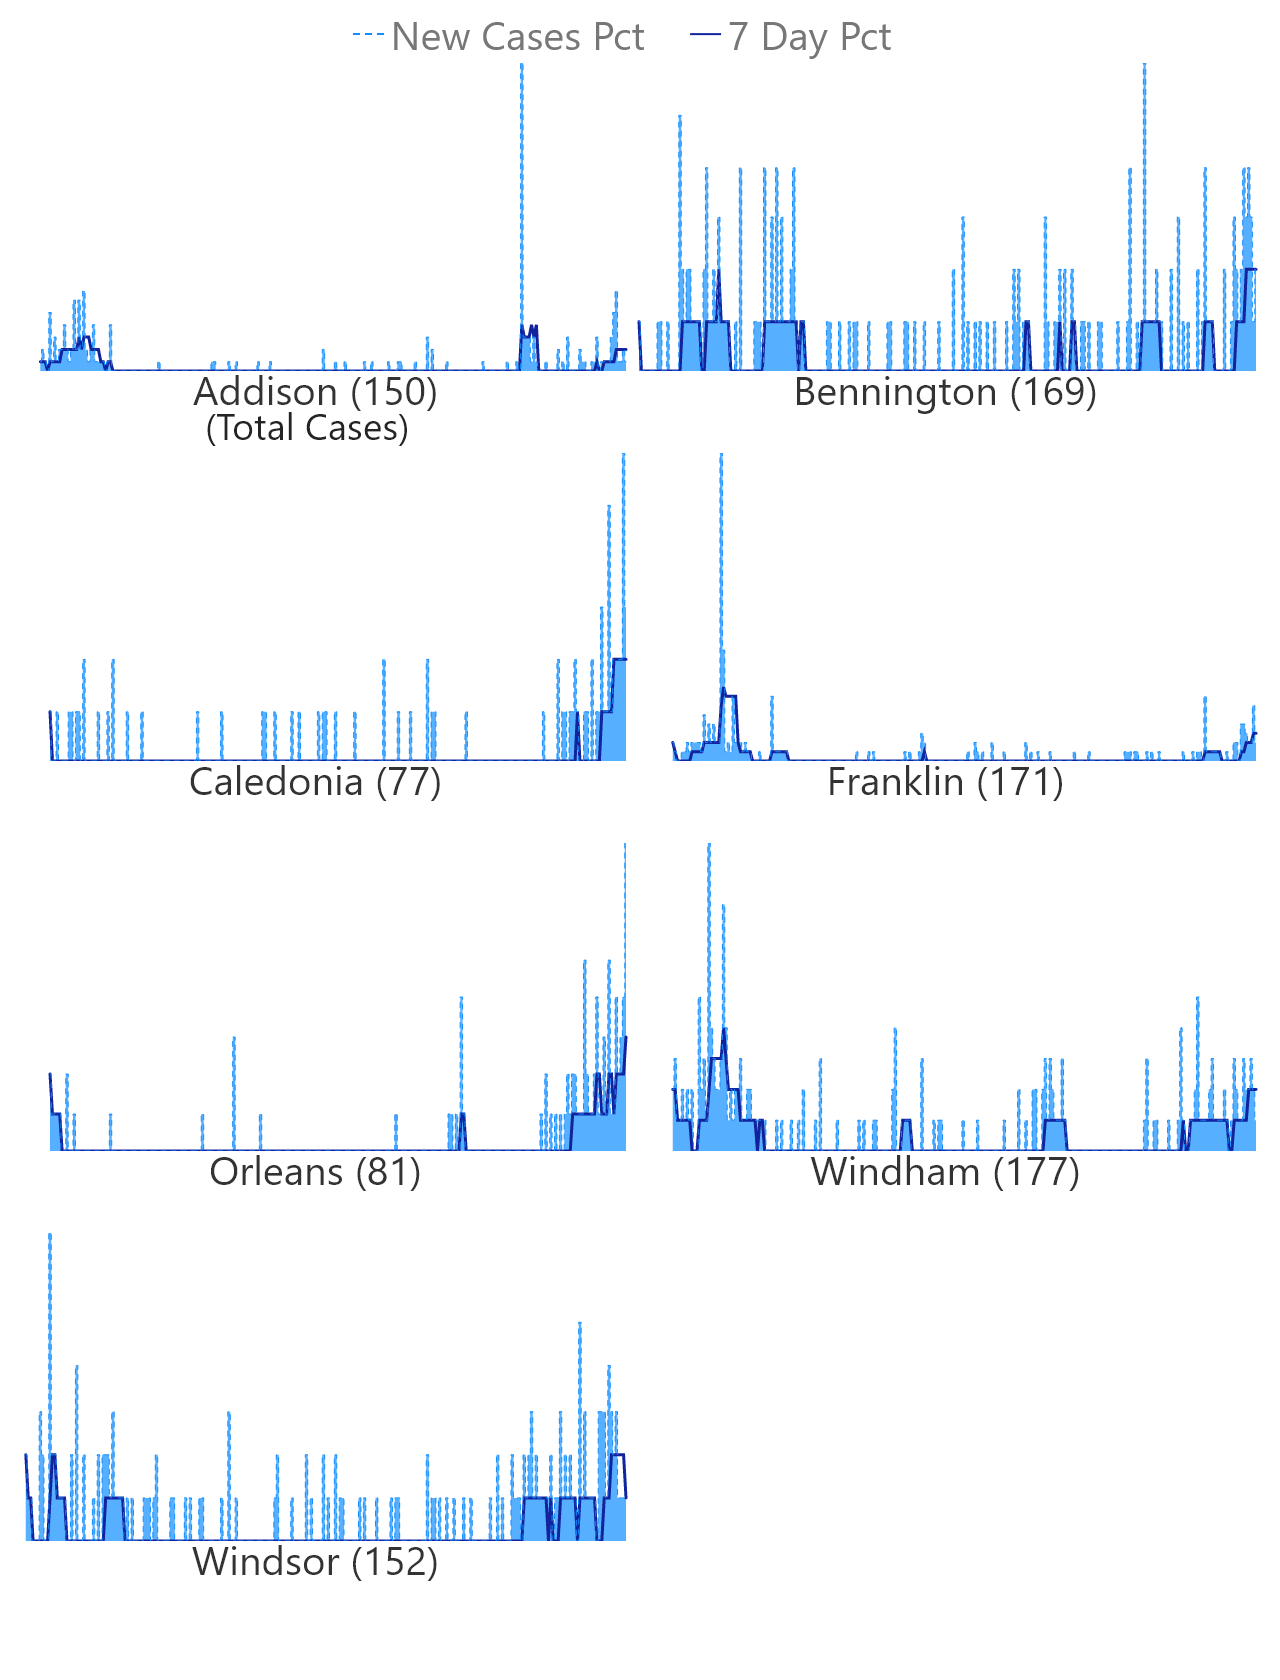 New Cases Pct 7 Day Pct
Addison (150) Bennington (169)
(Total Cases)
Caledonia (77) Franklin (171)
Orleans (81) Windham (177)
Windsor (152)